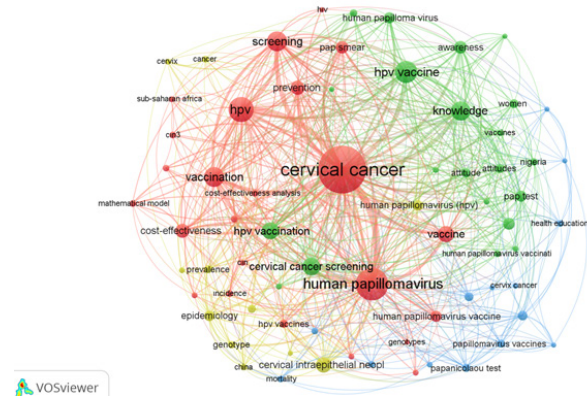 hiv
human papilloma virus
screening
pap smear
awareness
cervix
cancer
hpv vaccine
sub-saharan africa
prevention
hpv
knowledge
women
cin3
vaccines
cervical cancer
nigeria
vaccination
attitude
attitudes
cost-effectiveness analysis
pap test
mathematical model
human papillomavirus (hpv)
health education
cost-effectiveness
hpv vaccination
vaccine
human papillomavirus vaccinati
cervical cancer screening
prevalence
human papillomavirus
cervix cancer
incidence
epidemiology
hpv vaccines
human papillomavirus vaccine
genotype
genotypes
papillomavirus vaccines
china
cervical intraepithelial neopl
papanicolaou test
mortality
VOSviewer